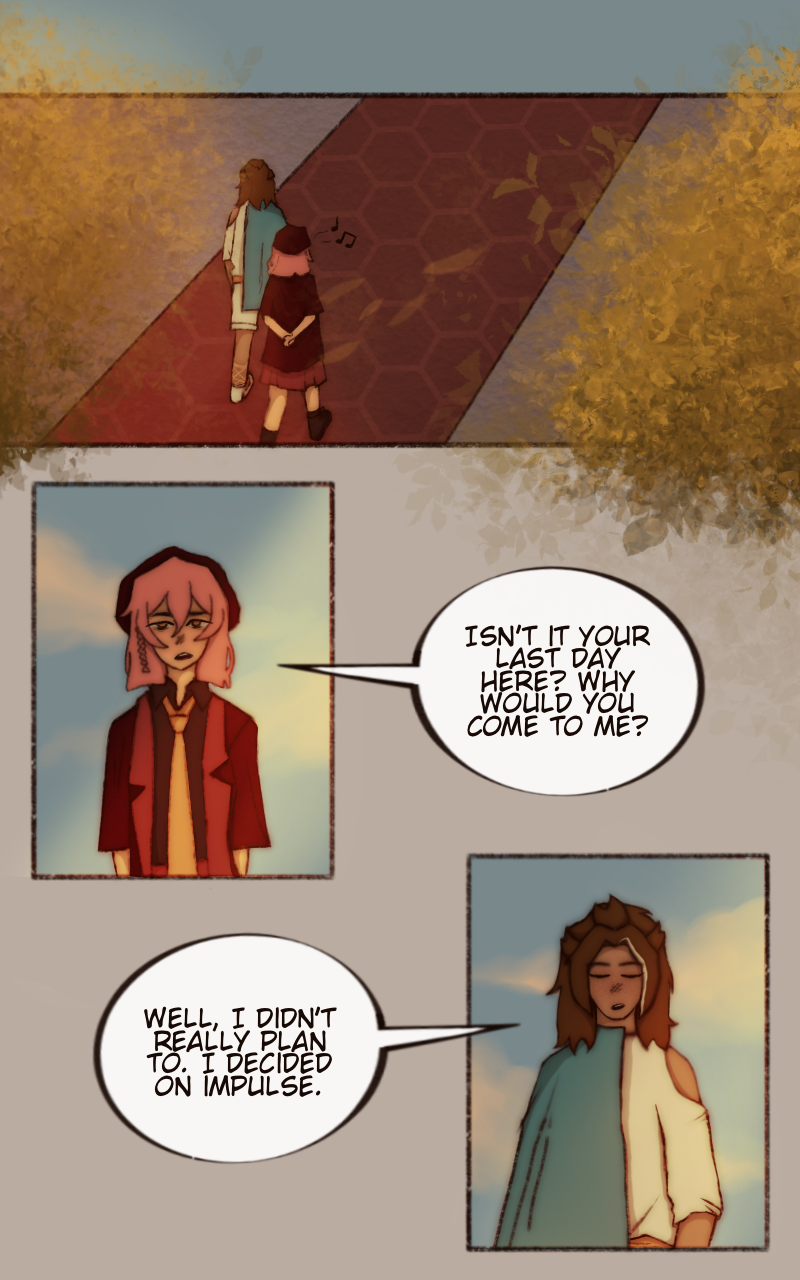 ISN'T IT YOUR
LAST DAY
HERE? WHY
WOULD YOU
COME TO ME?
WELL, I DIDN'T
REALLY PLAN
TO. I DECIDED
ON IMPULSE.